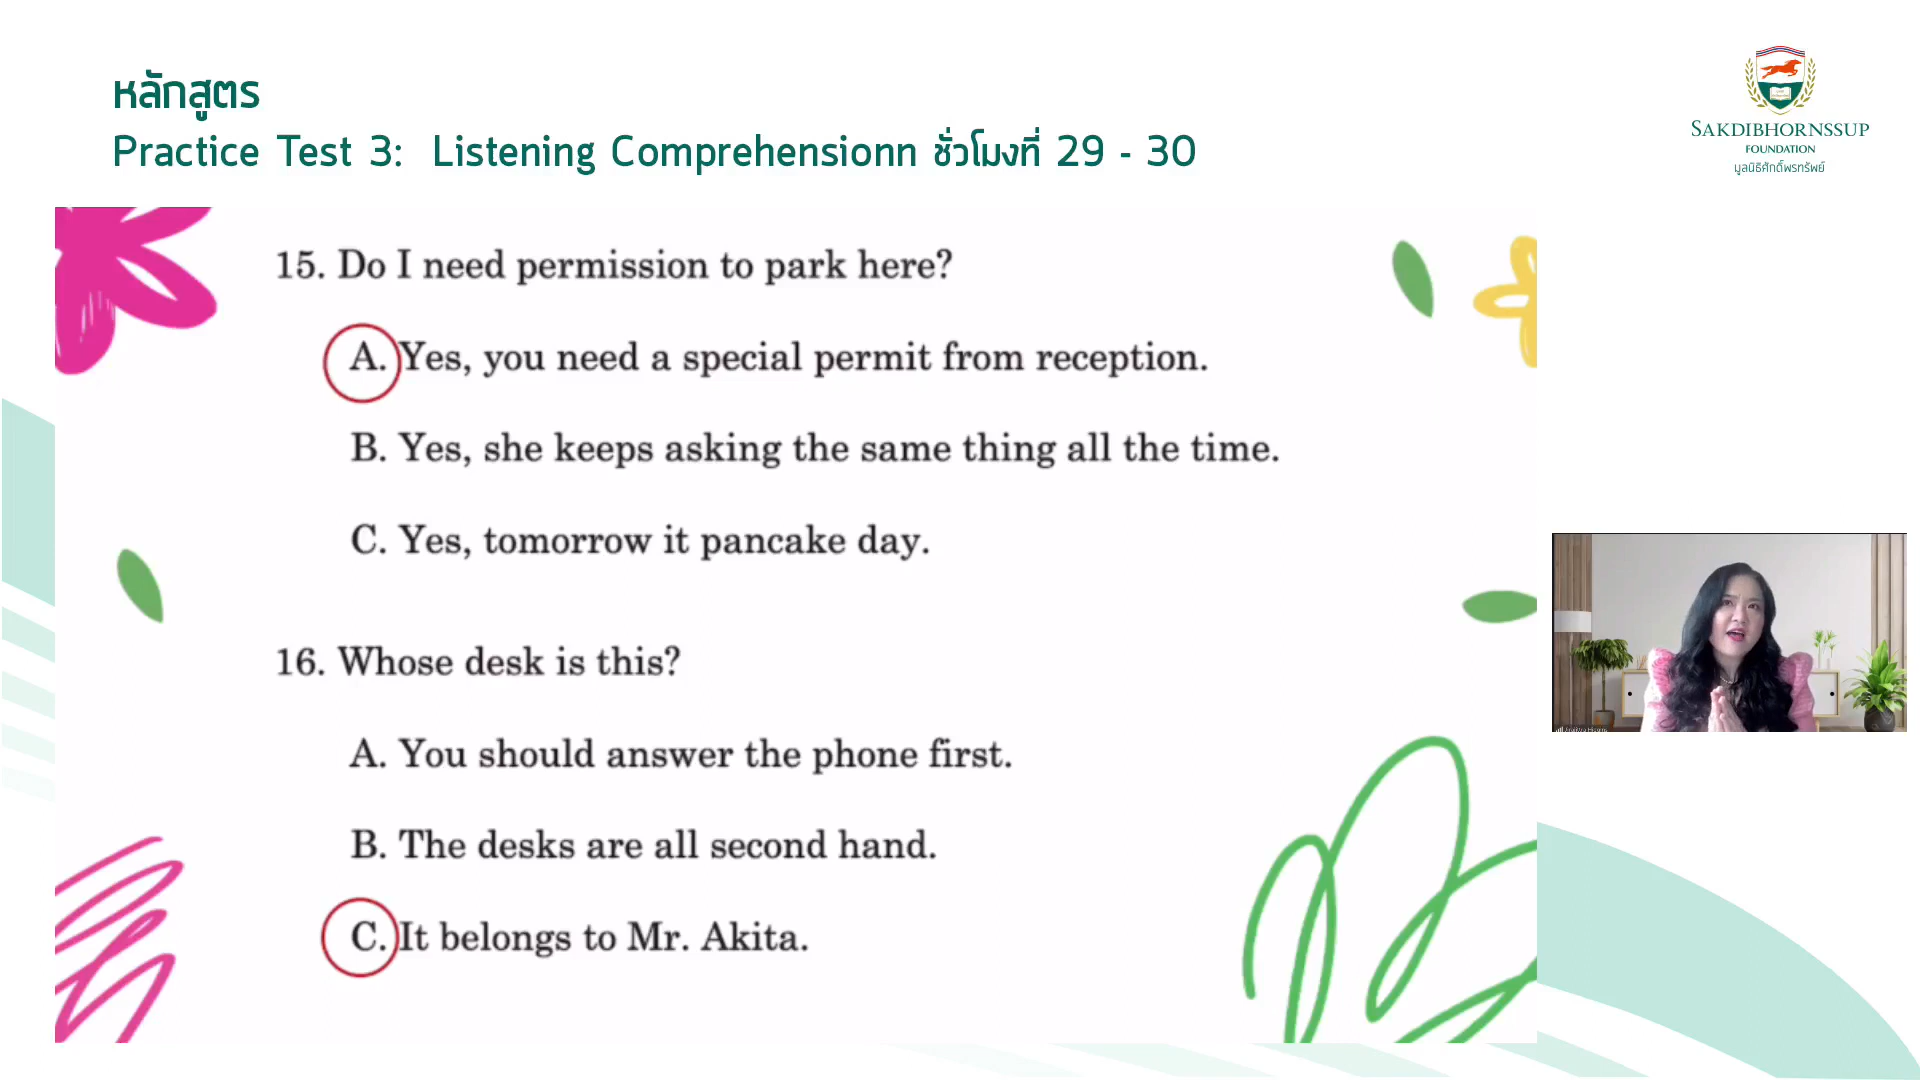 หลักสูตร
Practice Test 3: Listening Comprehensionn ชั่วโมงที่ 29 - 30
SAKDIBHORNSSUP
FOUNDATION
มูลนิธิศักดิ์พรทรัพย์
15. Do I need permission to park here?
A. Yes, you need a special permit from reception.
B. Yes, she keeps asking the same thing all the time.
C. Yes, tomorrow it pancake day.
16. Whose desk is this?
A. You should answer the phone first.
B. The desks are all second hand.
C. It belongs to Mr. Akita.